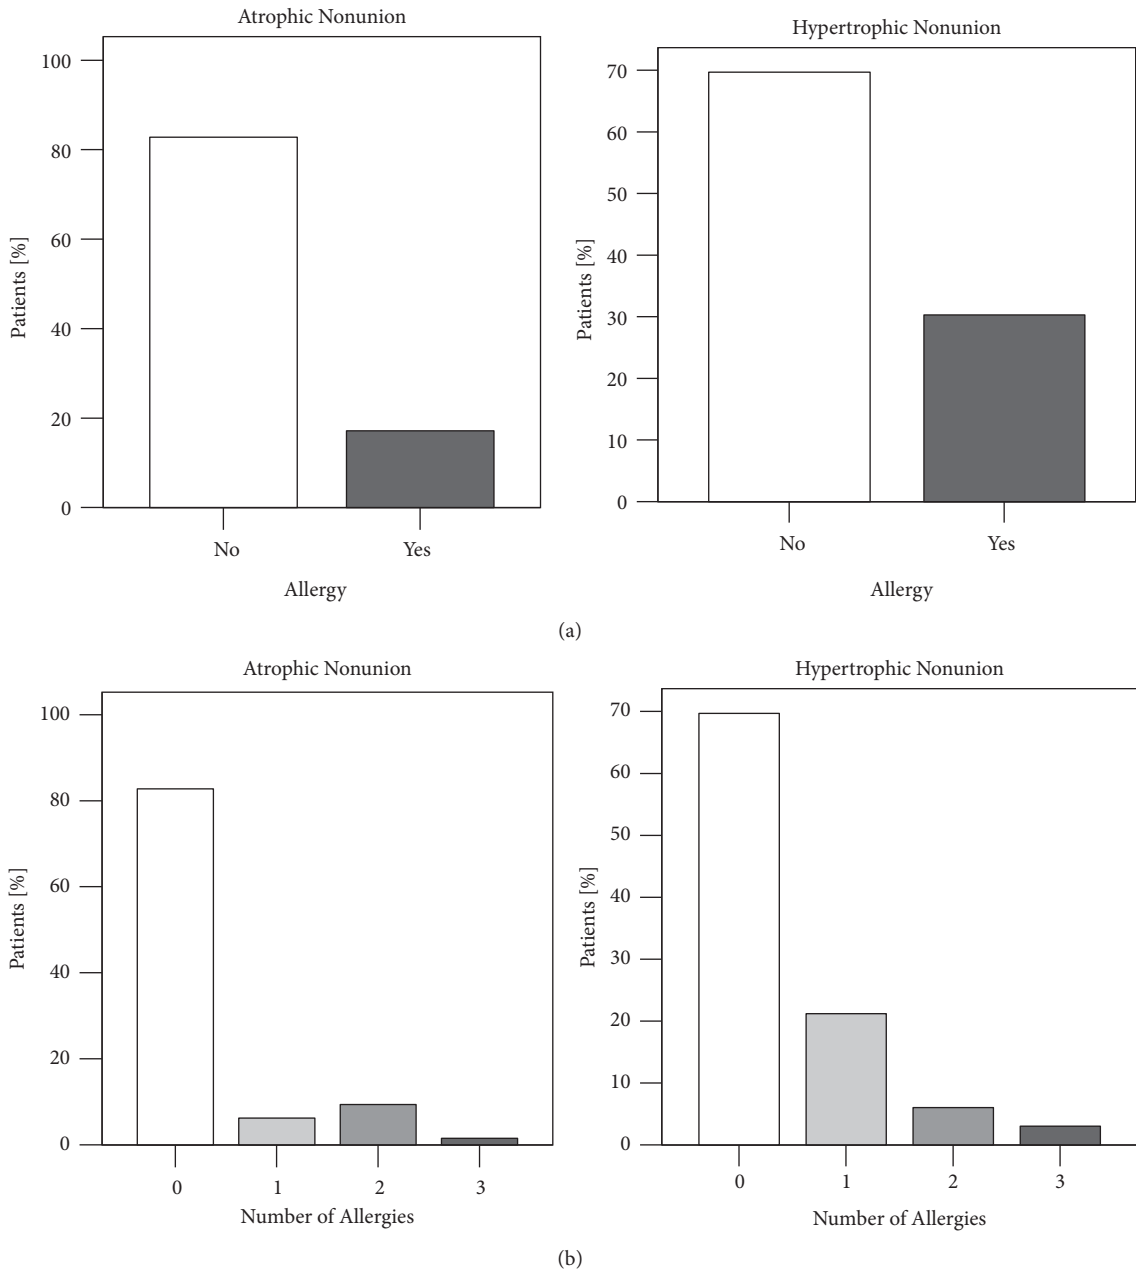 Atrophic Nonunion
100
80
60
40
20
0
Patients [%]
No Yes
Allergy
Hypertrophic Nonunion
70
60
50
40
30
20
10
0
Patients [%]
No Yes
Allergy
(a)
Atrophic Nonunion
100
80
60
40
20
0
Patients [%]
0 1 2 3
Number of Allergies
Hypertrophic Nonunion
70
60
50
40
30
20
10
0
Patients [%]
0 1 2 3
Number of Allergies
(b)